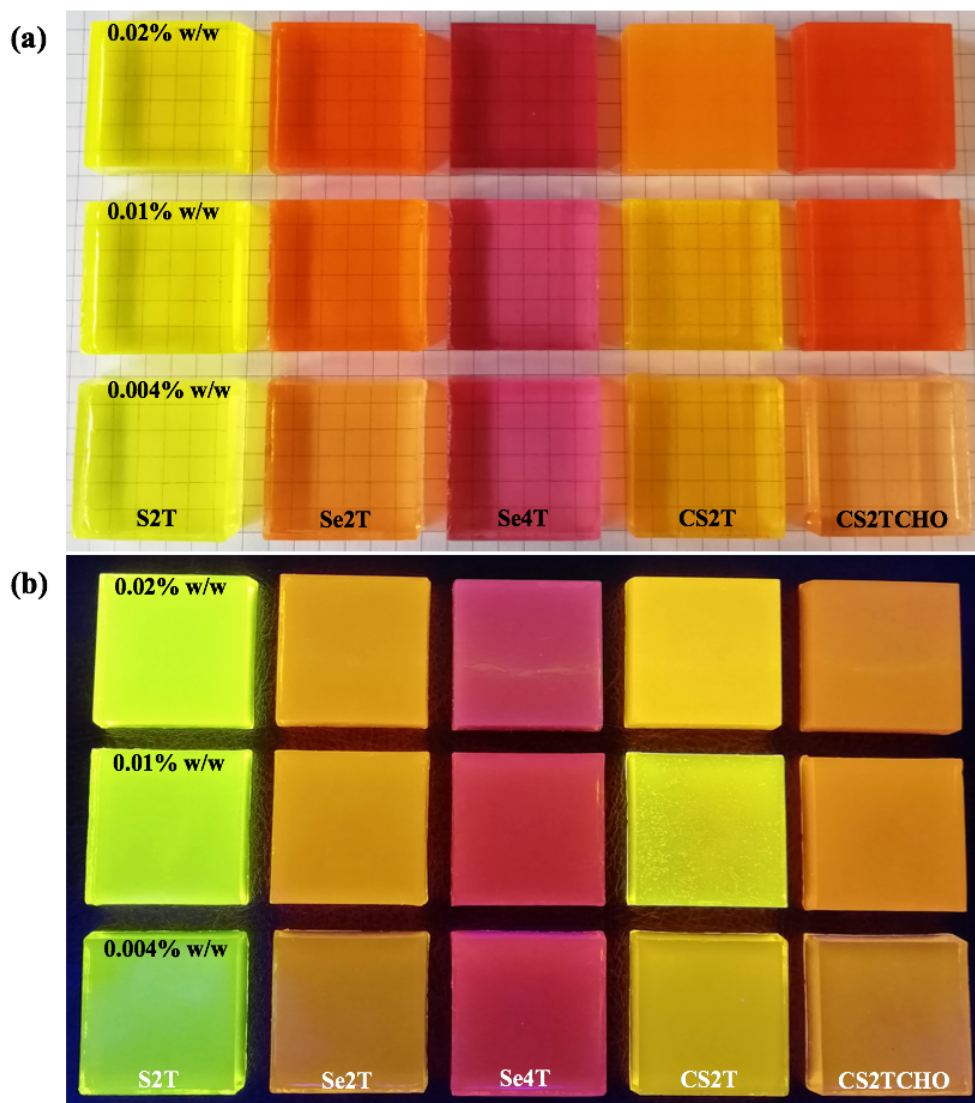 (a)
0.02% w/w
0.01% w/w
0.004% w/w
S2T
Se2T
Se4T
CS2T
CS2TCHO
(b)
0.02% w/w
0.01% w/w
0.004% w/w
S2T
Se2T
Se4T
CS2T
CS2TCHO